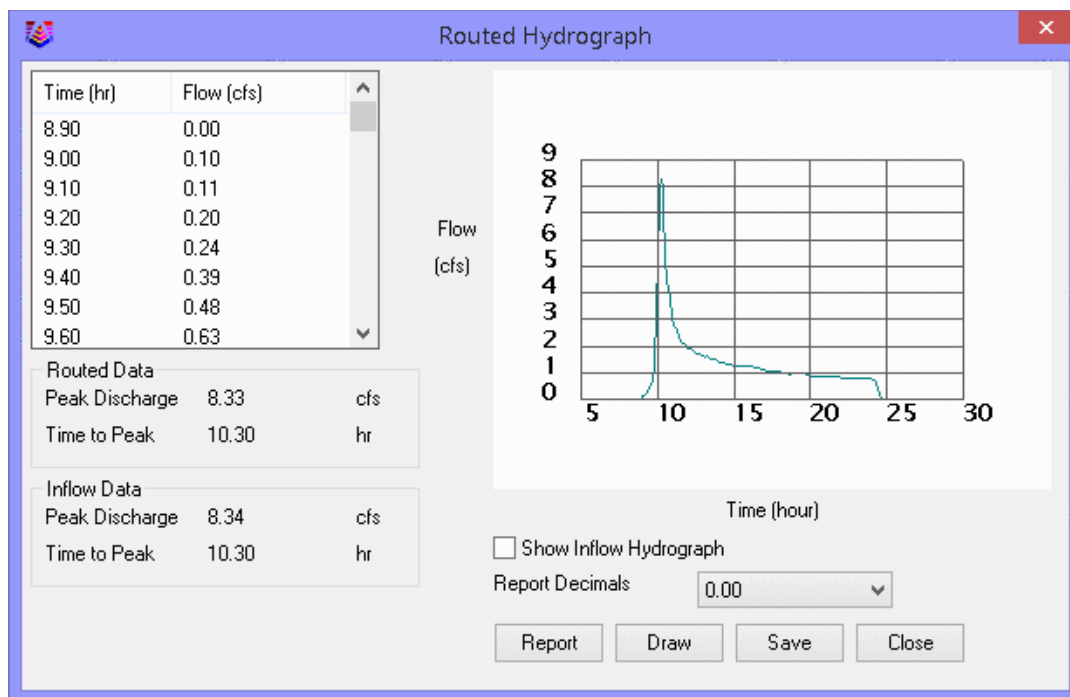 Routed Hydrograph
Time (hr) Flow (cfs)
8.90 0.00
9.00 0.10
9.10 0.11
9.20 0.20
9.30 0.24
9.40 0.39
9.50 0.48
9.60 0.63
Routed Data
Peak Discharge 8.33 cfs
Time to Peak 10.30 hr
Inflow Data
Peak Discharge 8.34 cfs
Time to Peak 10.30 hr
Flow
(cfs)
9
8
7
6
5
4
3
2
1
0
5 10 15 20 25 30
Time (hour)
Show Inflow Hydrograph
Report Decimals 0.00
Report Draw Save Close